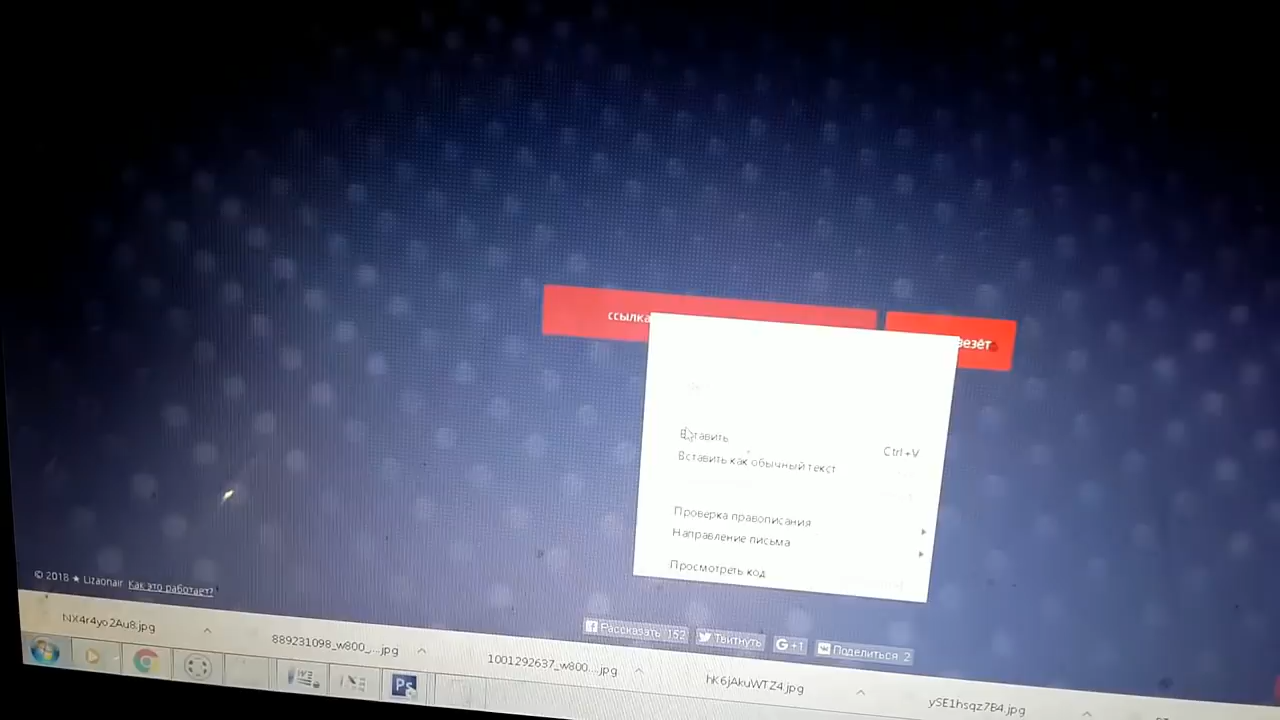 ссылка
везёт
Вставить
Ctrl+V
Вставить как обычный текст
Проверка правописания
Направление письма
Просмотреть код
© 2018 ★ Lizaonair Как это работает?
Рассказать 152
Твитнуть
G+1
Поделиться 2
NX4r4yo2Au8.jpg
889231098_w800_...jpg
1001292637_w800....jpg
hK6jAkuWTZ4.jpg
ySE1hsqz7B4.jpg
Ps